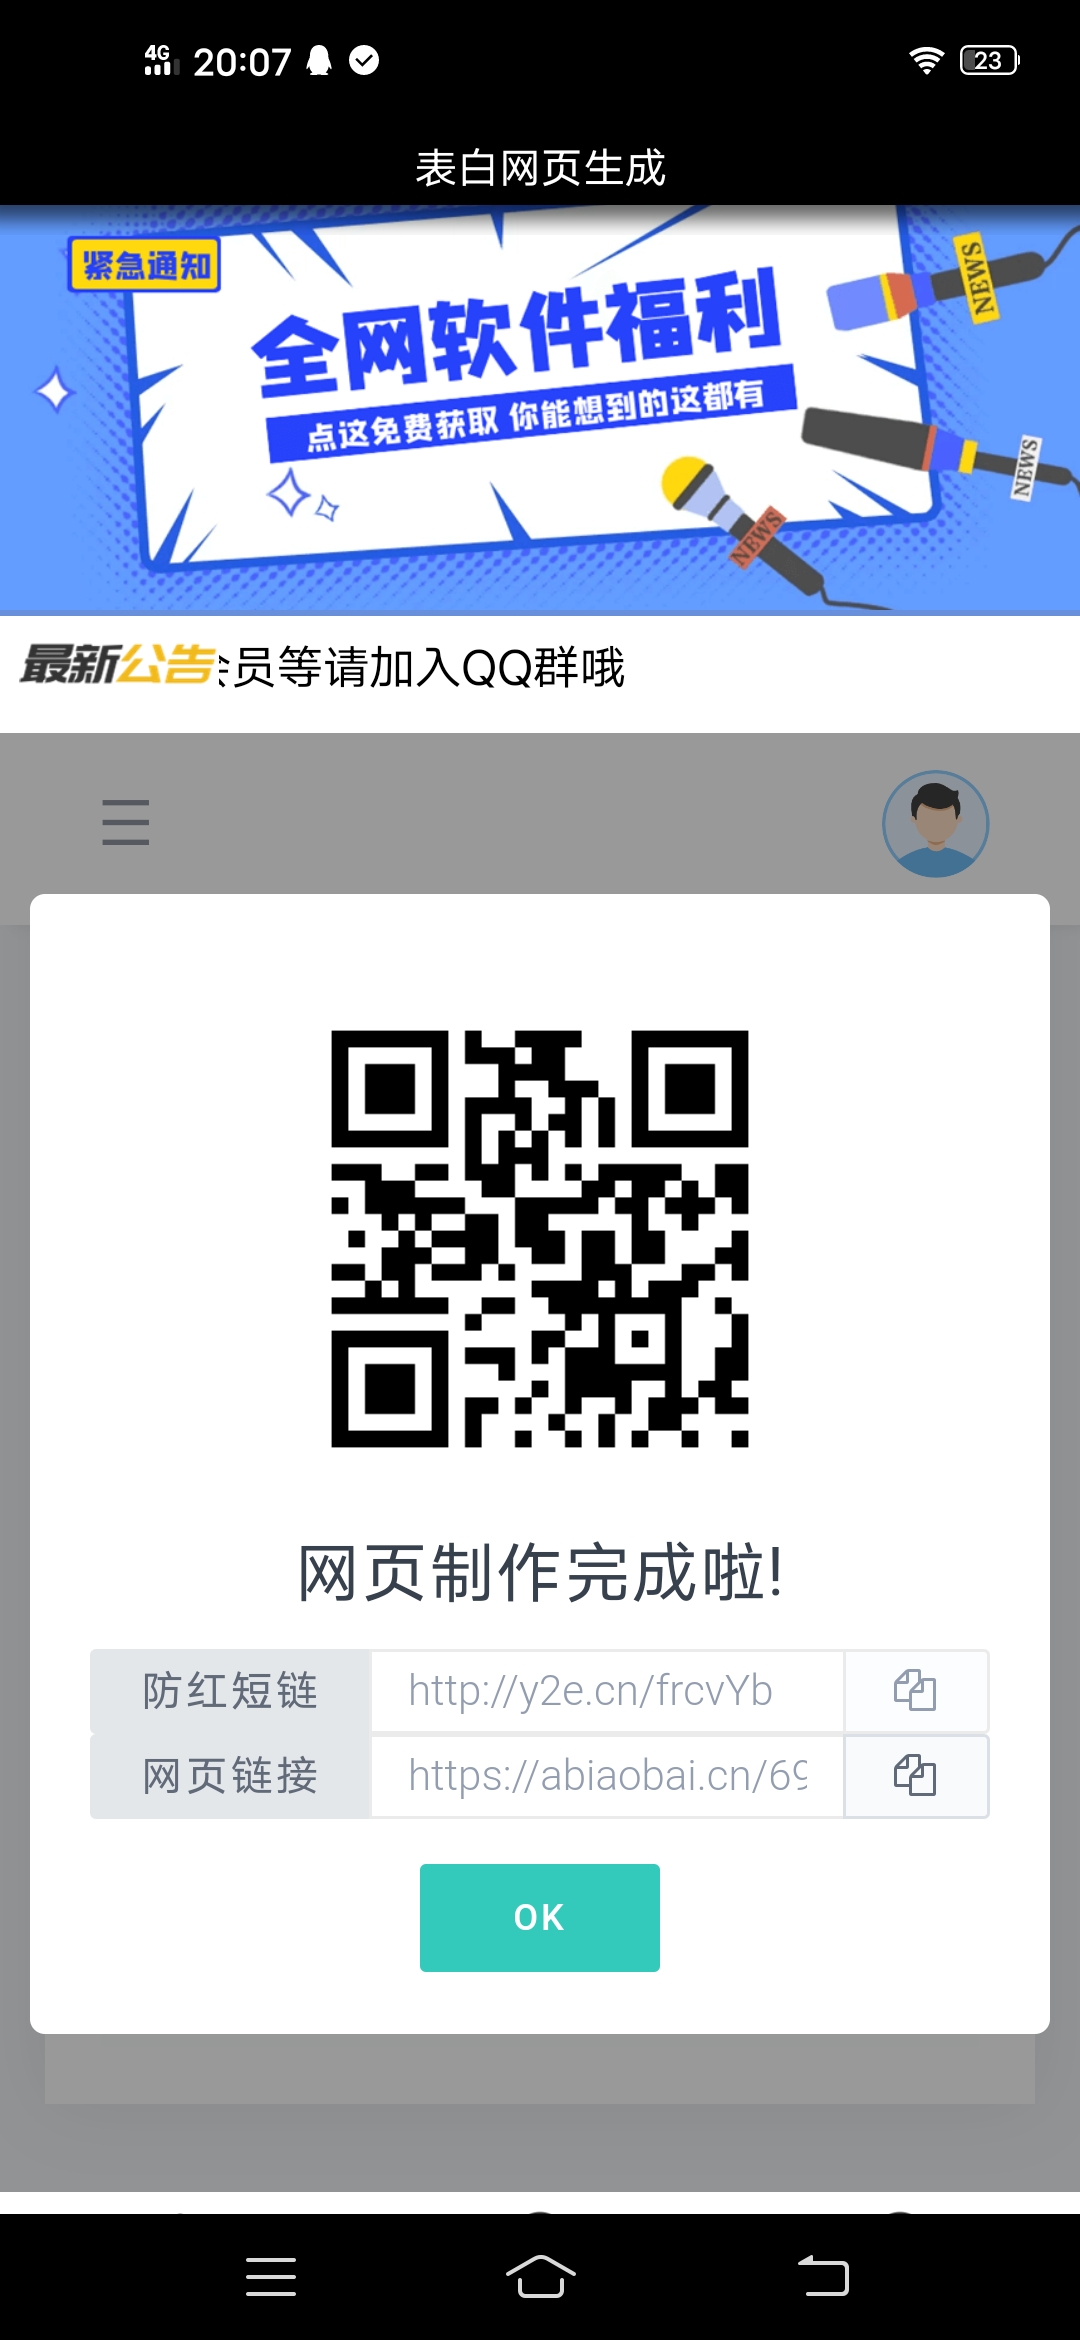 4G 20:07 23
表白网页生成
紧急通知
全网软件福利
点这免费获取 你能想到的这都有
NEWS
NEWS
NEWS
最新公告 员等请加入QQ群哦
网页制作完成啦!
防红短链 http://y2e.cn/frcvYb
网页链接 https://abiaobai.cn/69
OK